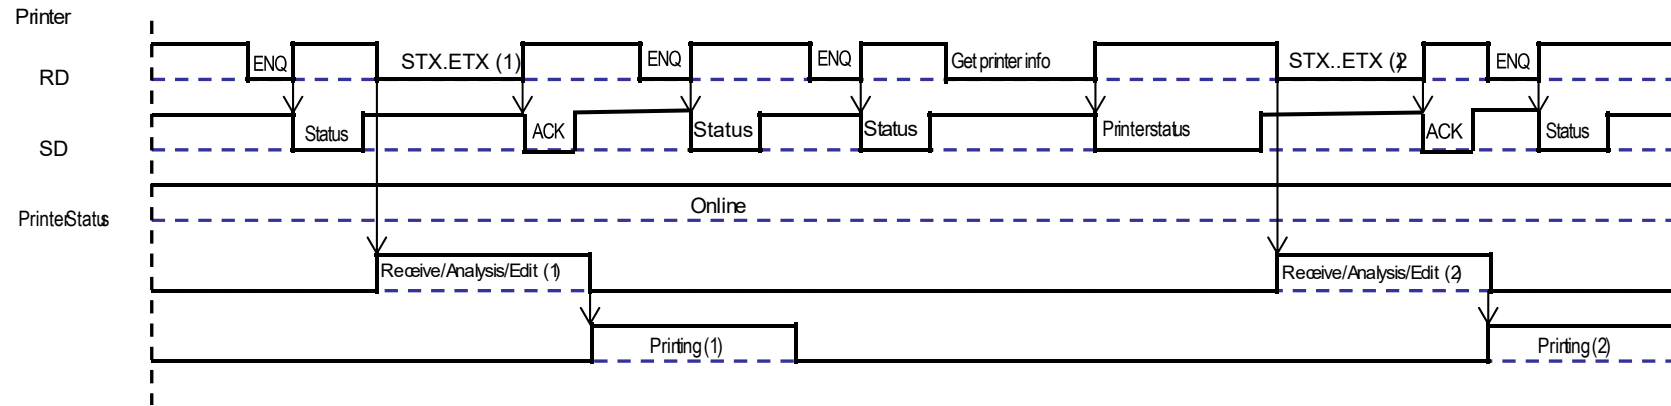 Printer
RD
ENQ
STX.ETX (1)
ENQ
ENQ
Get printer info
STX..ETX (2)
ENQ
SD
Status
ACK
Status
Status
Printerstatus
ACK
Status
PrinterStatus
Online
Receive/Analysis/Edit (1)
Receive/Analysis/Edit (2)
Printing (1)
Printing (2)